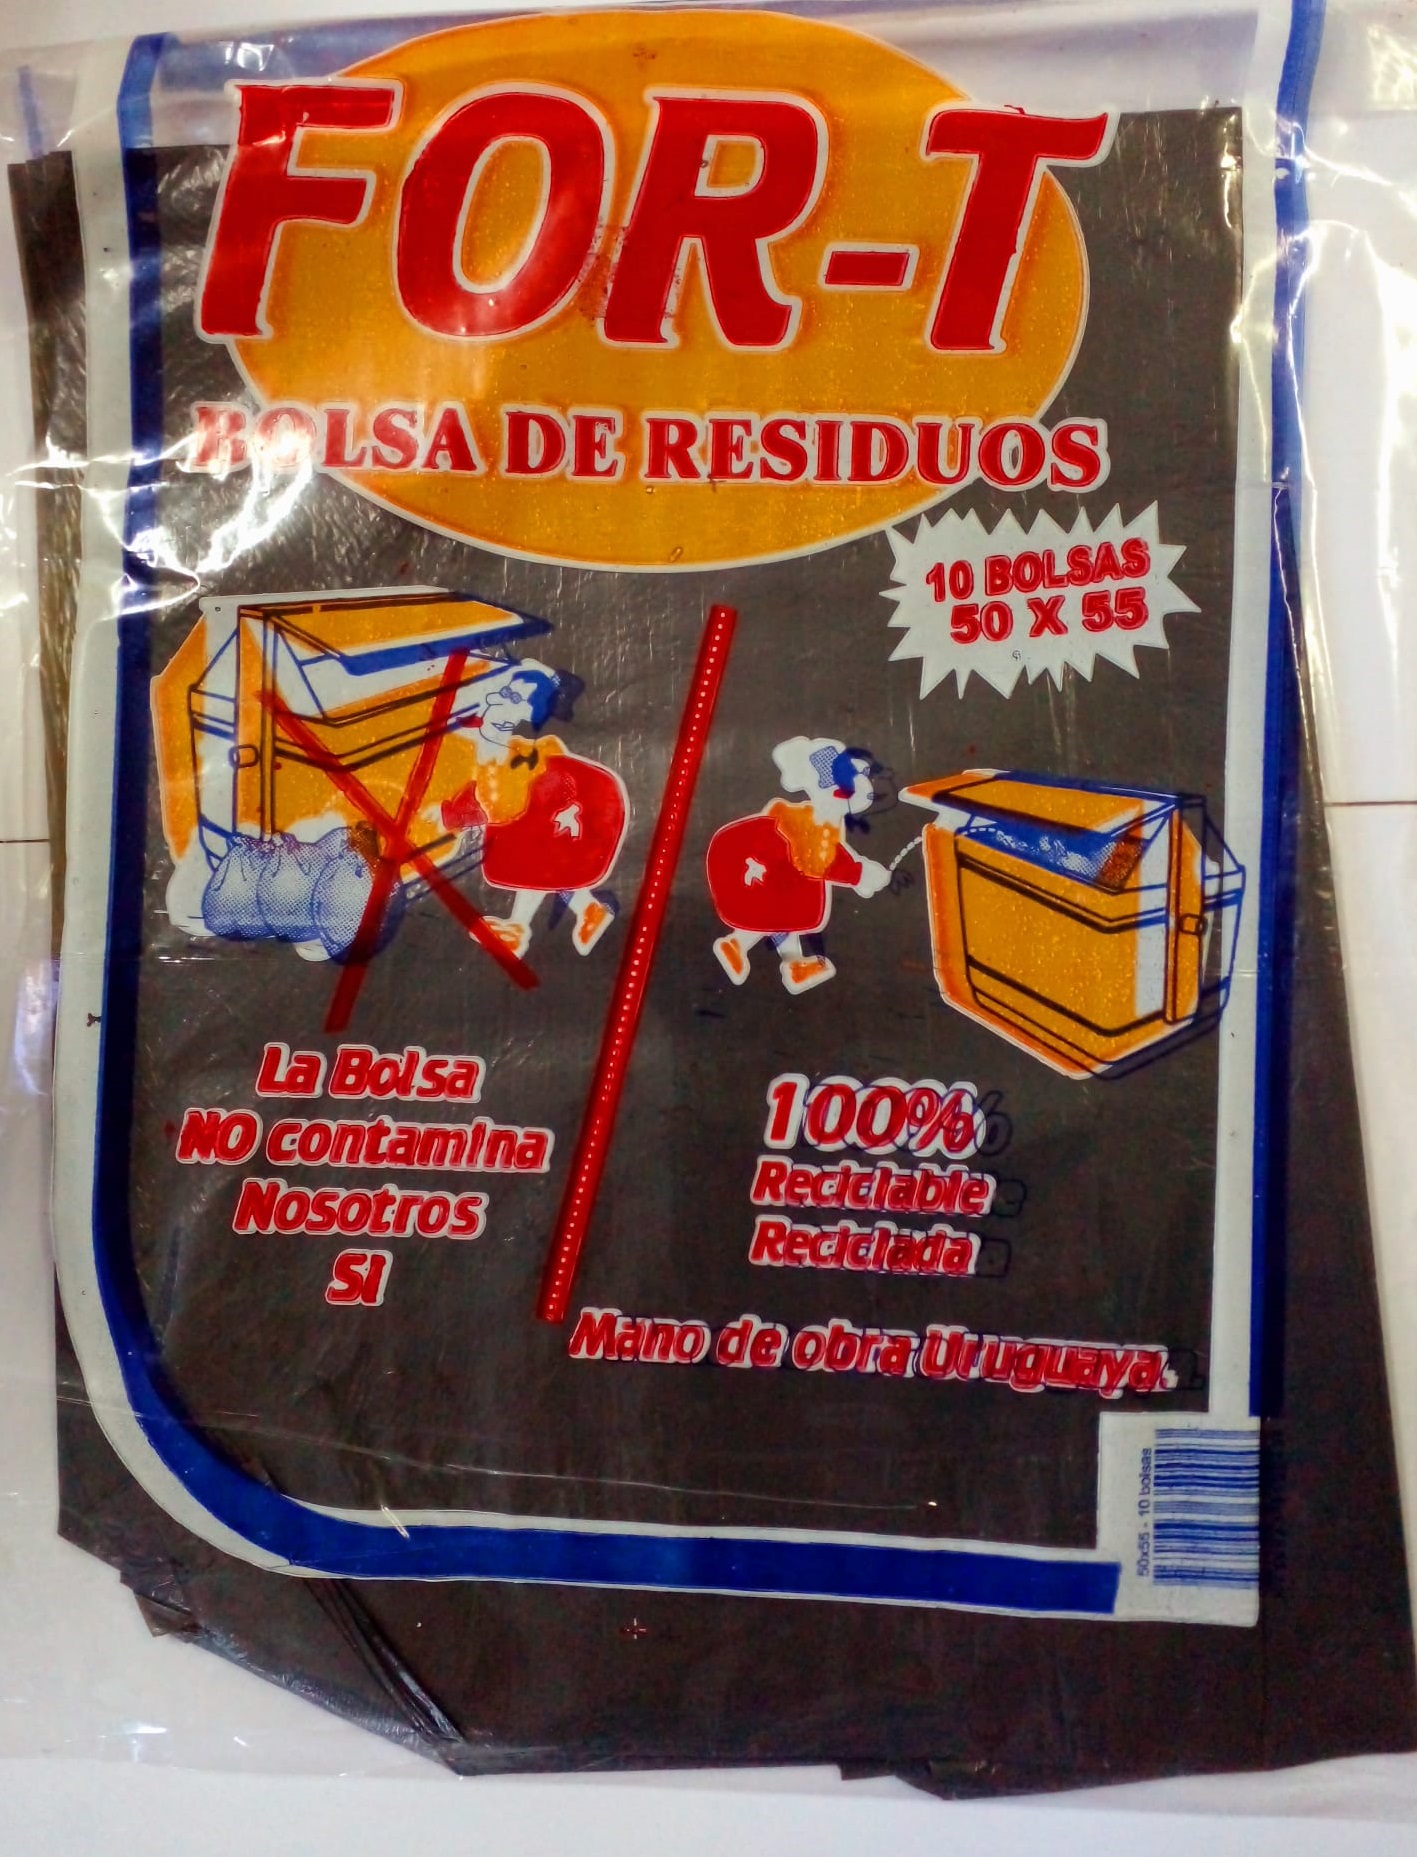 FOR-T
BOLSA DE RESIDUOS
10 BOLSAS
50 X 55
La Bolsa
NO contamina
Nosotros
SI
100%
Reciclable
Reciclada
Mano de obra Uruguaya.
50x55 - 10 bolsas